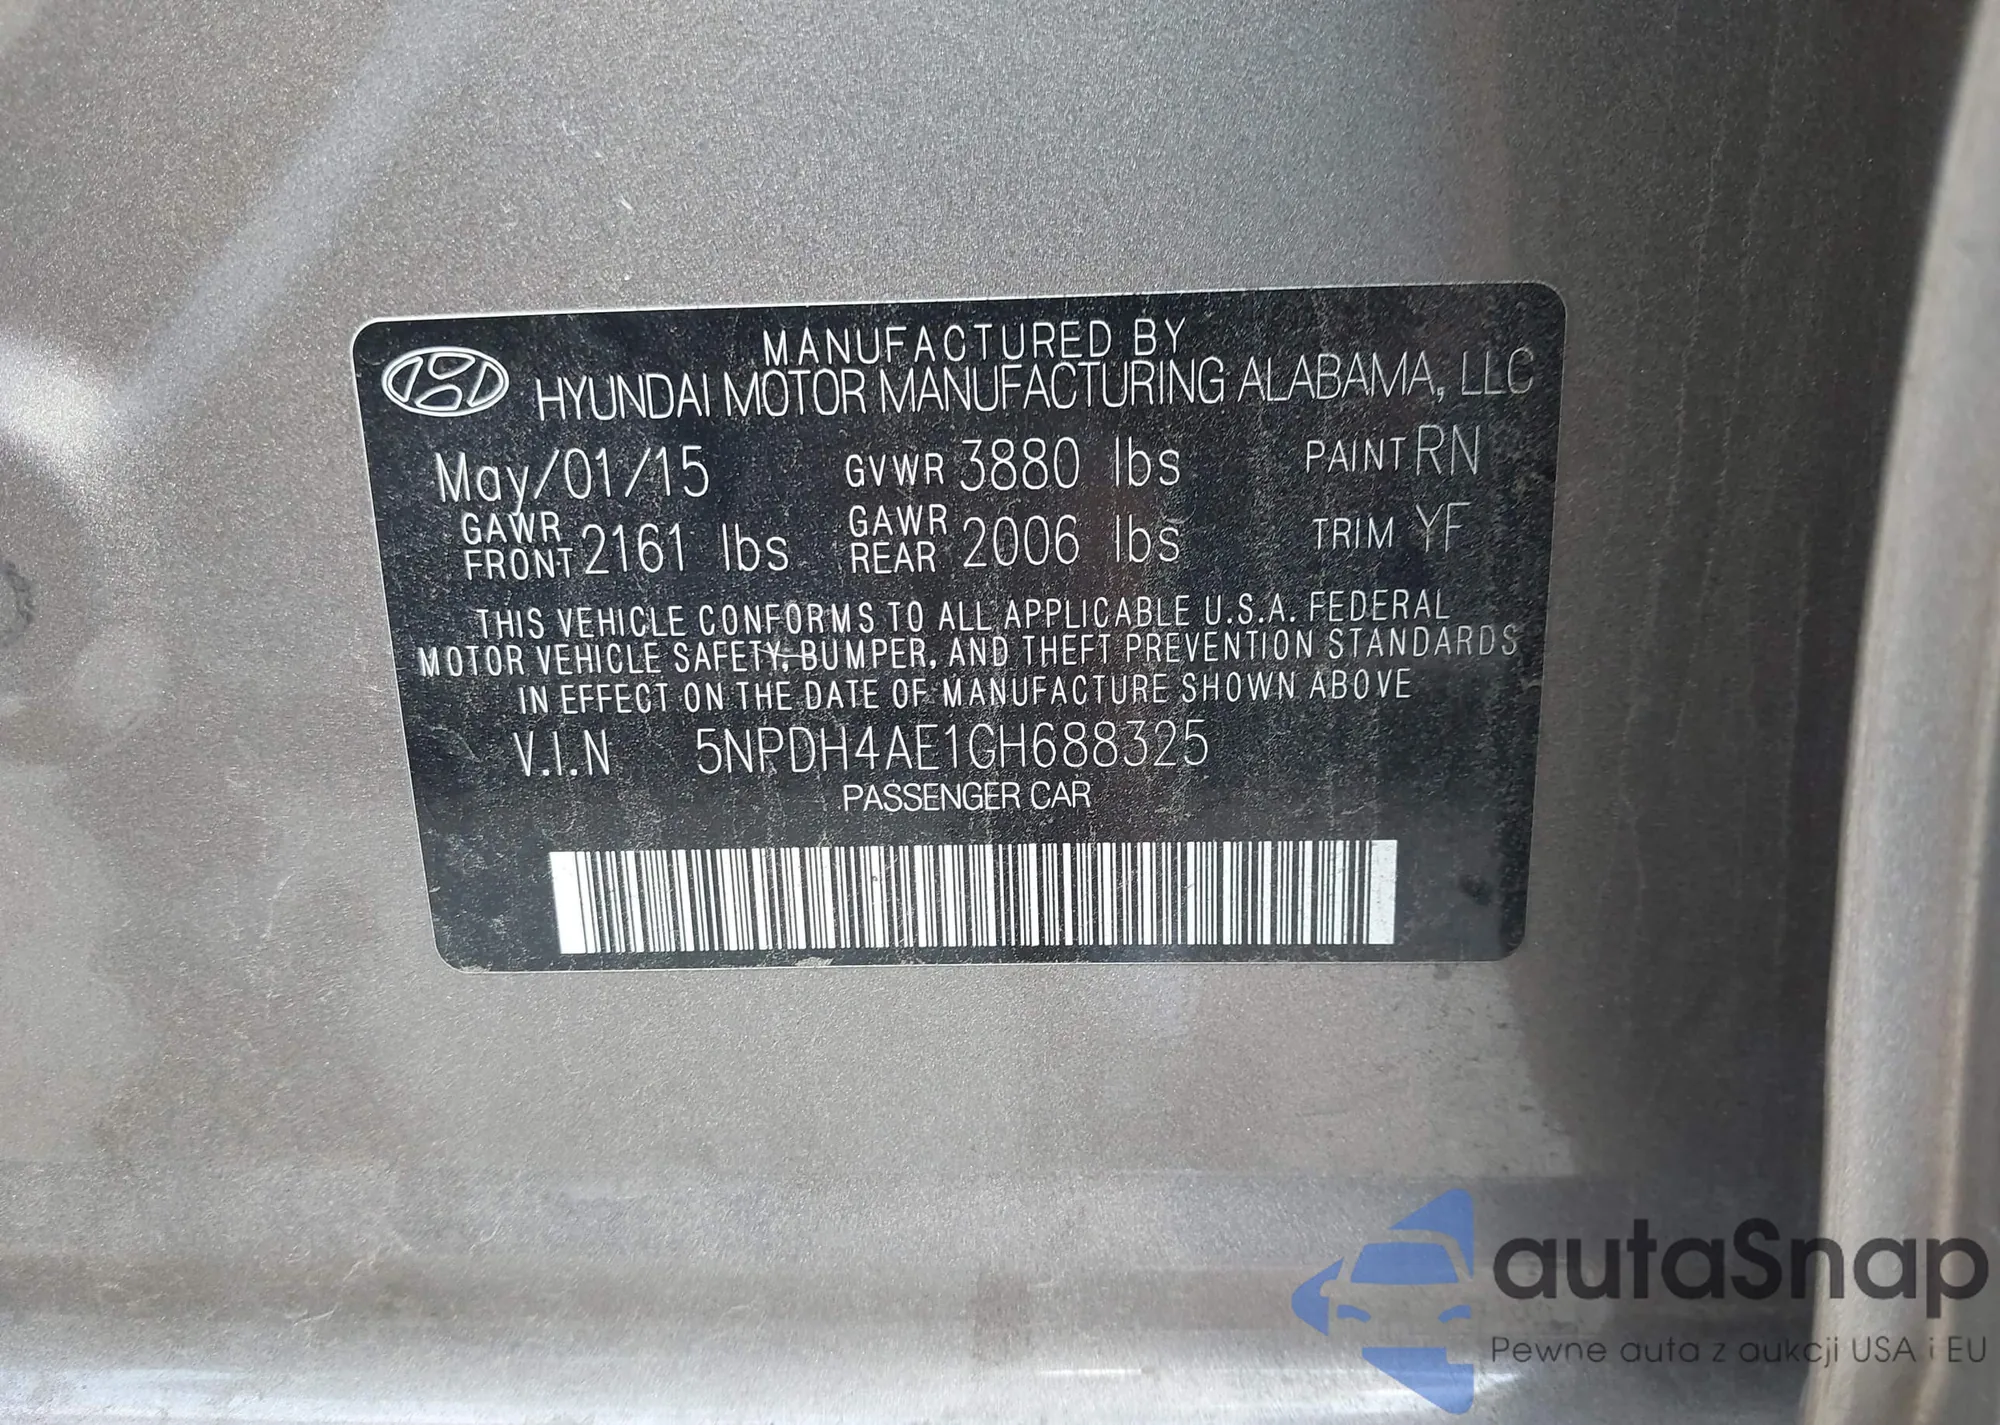 MANUFACTURED BY
HYUNDAI MOTOR MANUFACTURING ALABAMA, LLC
May/01/15 GVWR 3880 lbs PAINT RN
GAWR FRONT 2161 lbs GAWR REAR 2006 lbs TRIM YF
THIS VEHICLE CONFORMS TO ALL APPLICABLE U.S.A. FEDERAL
MOTOR VEHICLE SAFETY, BUMPER, AND THEFT PREVENTION STANDARDS
IN EFFECT ON THE DATE OF MANUFACTURE SHOWN ABOVE
V.I.N 5NPDH4AE1GH688325
PASSENGER CAR
autaSnap
Pewne auta z aukcji USA i EU